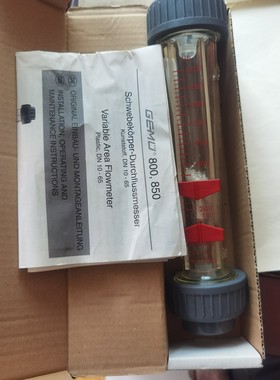 GEMÜ® 800, 850
Schwebekörper-Durchflussmesser
Kunststoff, DN 10 - 65
Variable Area Flowmeter
Plastic, DN 10 - 65
DE
ORIGINAL EINBAU- UND MONTAGEANLEITUNG
INSTALLATION, OPERATING AND
MAINTENANCE INSTRUCTIONS